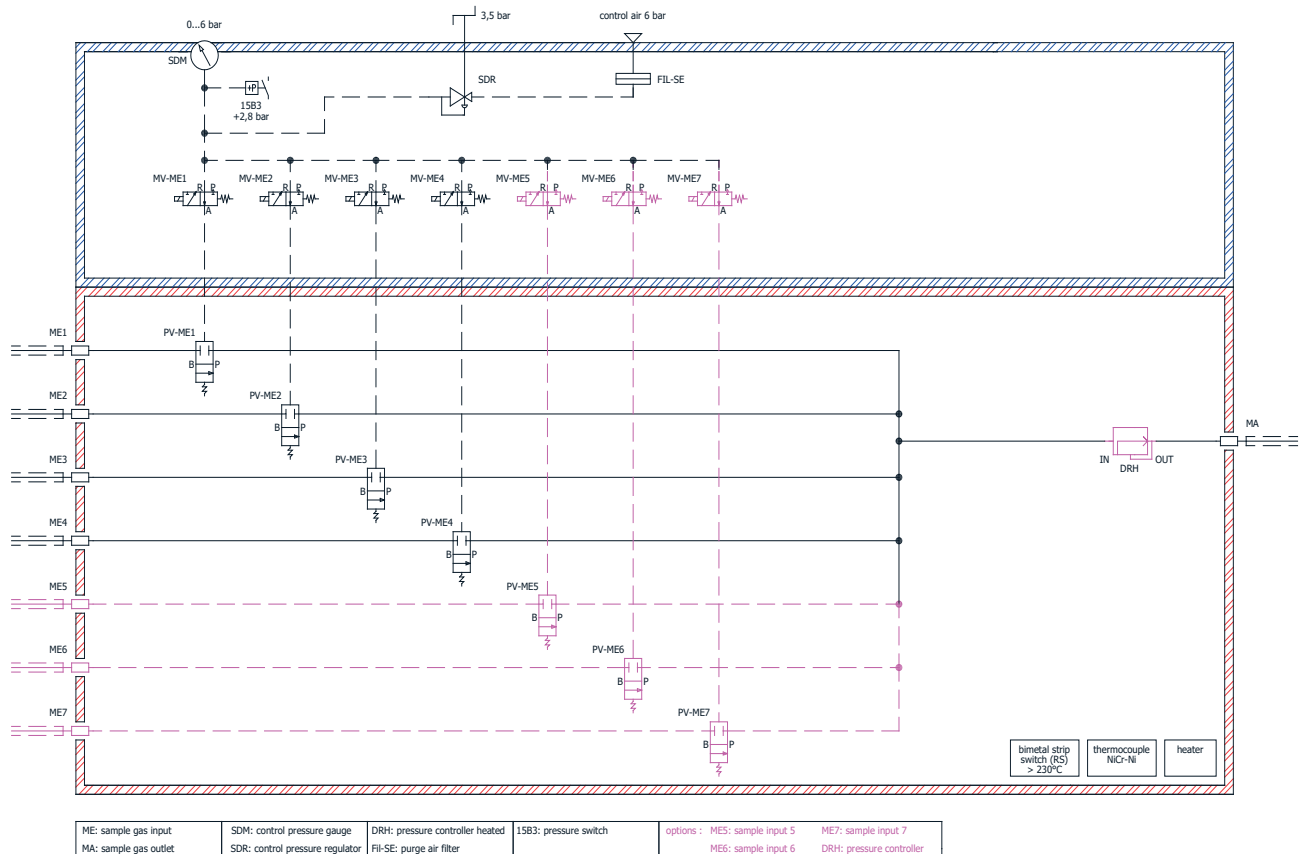 0...6 bar
3,5 bar
control air 6 bar
SDM
SDR
FIL-SE
+P
15B3
+2,8 bar
MV-ME1
MV-ME2
MV-ME3
MV-ME4
MV-ME5
MV-ME6
MV-ME7
R P
R P
R P
R P
R P
R P
R P
A
A
A
A
A
A
A
ME1
PV-ME1
B P
ME2
PV-ME2
B P
MA
ME3
PV-ME3
B P
IN OUT
DRH
ME4
PV-ME4
B P
ME5
PV-ME5
B P
ME6
PV-ME6
B P
ME7
PV-ME7
B P
bimetal strip
switch (RS)
> 230°C
thermocouple
NiCr-Ni
heater
ME: sample gas input
SDM: control pressure gauge
DRH: pressure controller heated
15B3: pressure switch
options : ME5: sample input 5
ME7: sample input 7
MA: sample gas outlet
SDR: control pressure regulator
Fil-SE: purge air filter
ME6: sample input 6
DRH: pressure controller